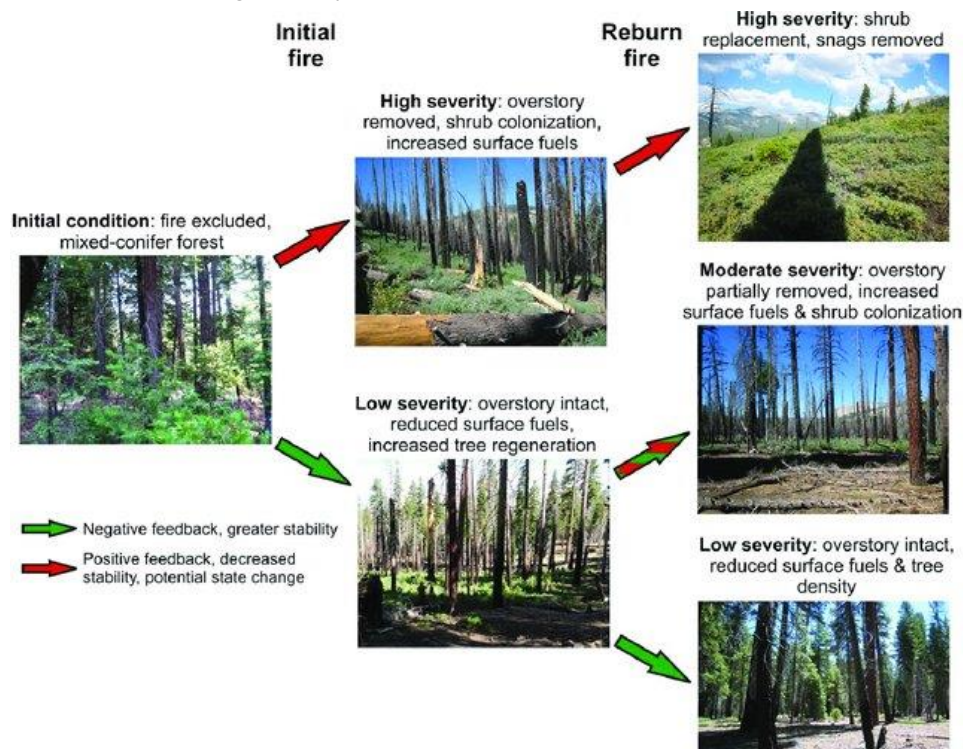 Initial
fire
Reburn
fire
High severity: shrub
replacement, snags removed
High severity: overstory
removed, shrub colonization,
increased surface fuels
Initial condition: fire excluded,
mixed-conifer forest
Moderate severity: overstory
partially removed, increased
surface fuels & shrub colonization
Low severity: overstory intact,
reduced surface fuels,
increased tree regeneration
Negative feedback, greater stability
Positive feedback, decreased
stability, potential state change
Low severity: overstory intact,
reduced surface fuels & tree
density